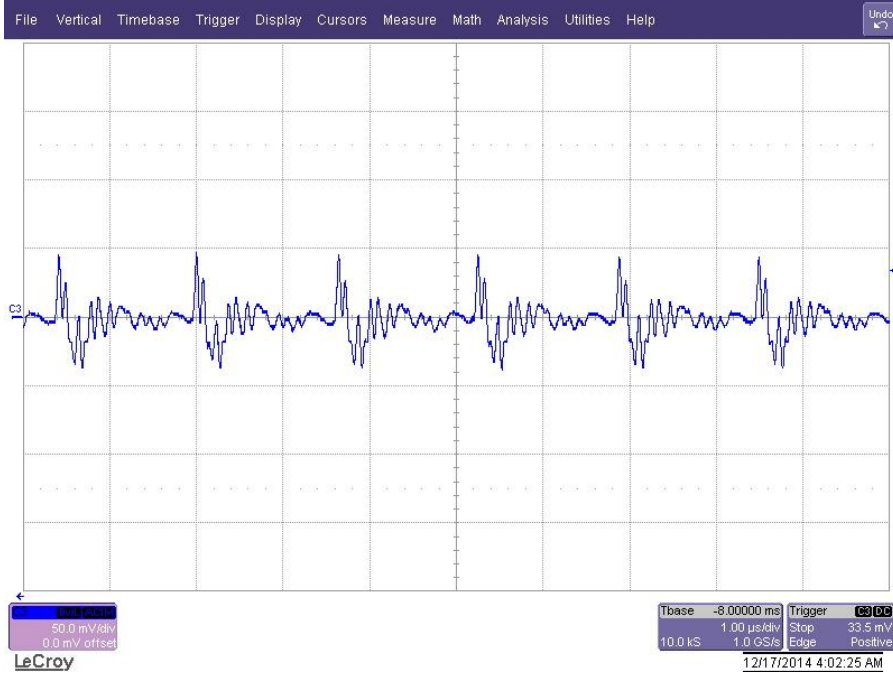 File Vertical Timebase Trigger Display Cursors Measure Math Analysis Utilities Help Undo
C3
50.0 mV/div
0.0 mV offset
Tbase -8.00000 ms
1.00 µs/div
10.0 kS 1.0 GS/s
Trigger C3 DC
Stop 33.5 mV
Edge Positive
LeCroy
12/17/2014 4:02:25 AM